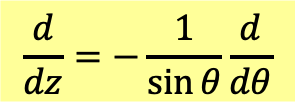 d/dz = − 1/(sin θ) d/dθ